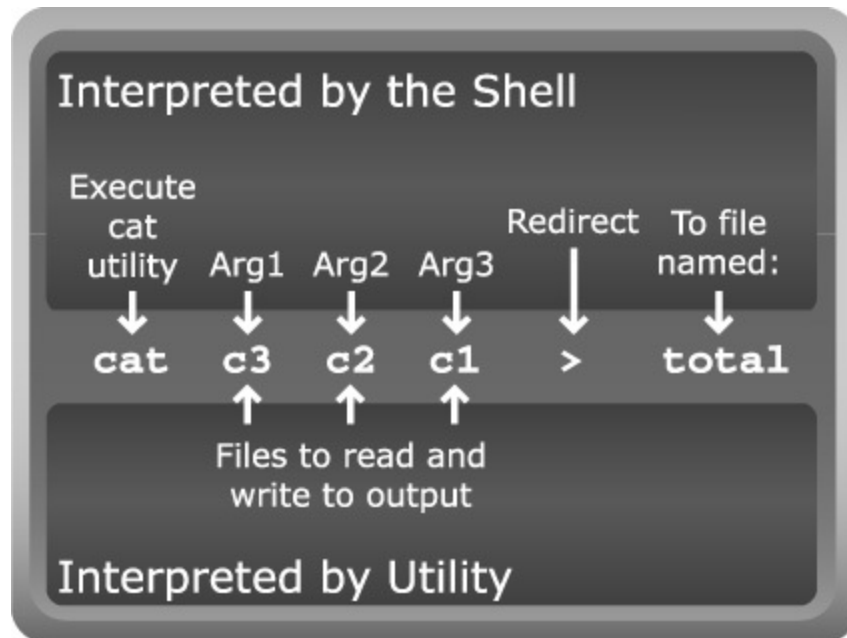 Interpreted by the Shell
Execute
cat
utility
Arg1
Arg2
Arg3
Redirect
To file
named:
cat c3 c2 c1 > total
Files to read and
write to output
Interpreted by Utility